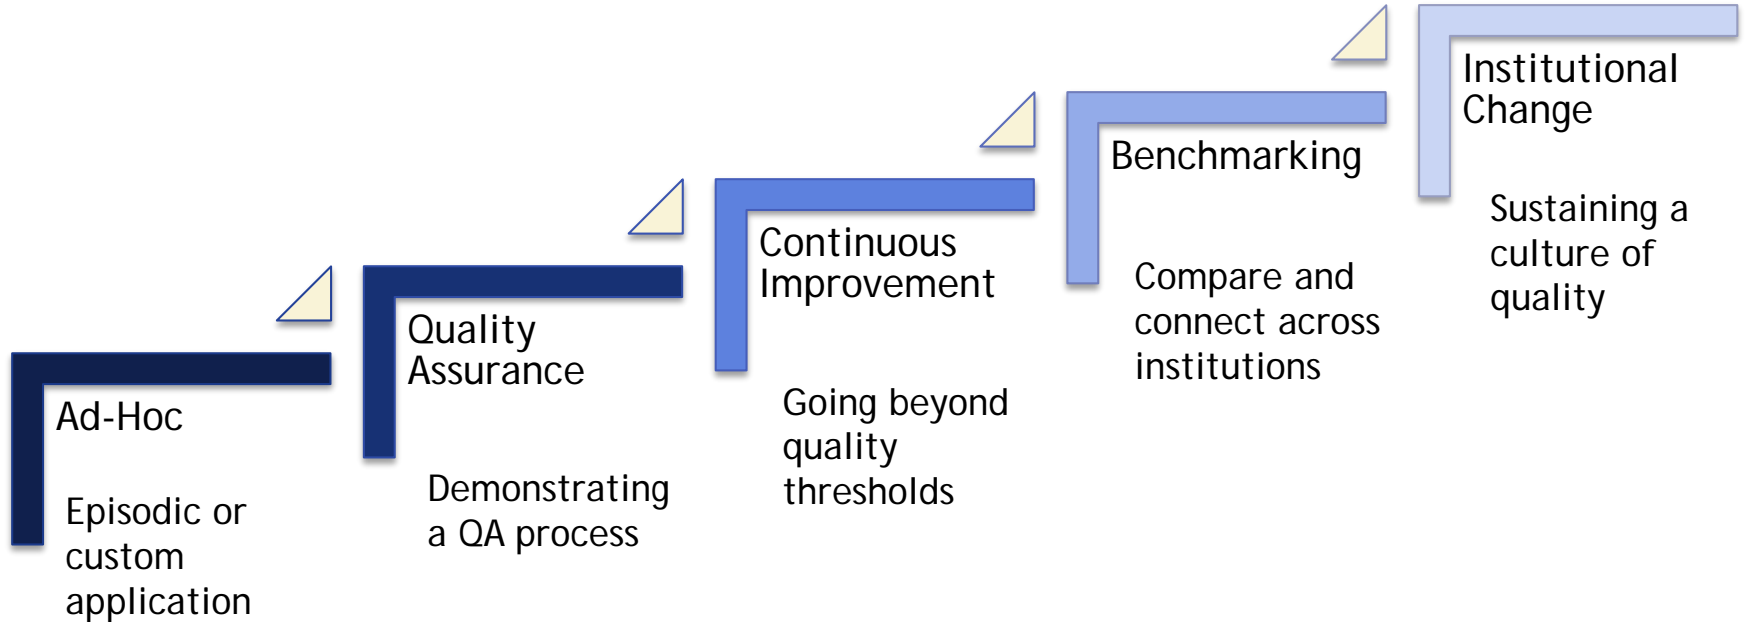 Ad-Hoc
Episodic or
custom
application
Quality
Assurance
Demonstrating
a QA process
Continuous
Improvement
Going beyond
quality
thresholds
Benchmarking
Compare and
connect across
institutions
Institutional
Change
Sustaining a
culture of
quality